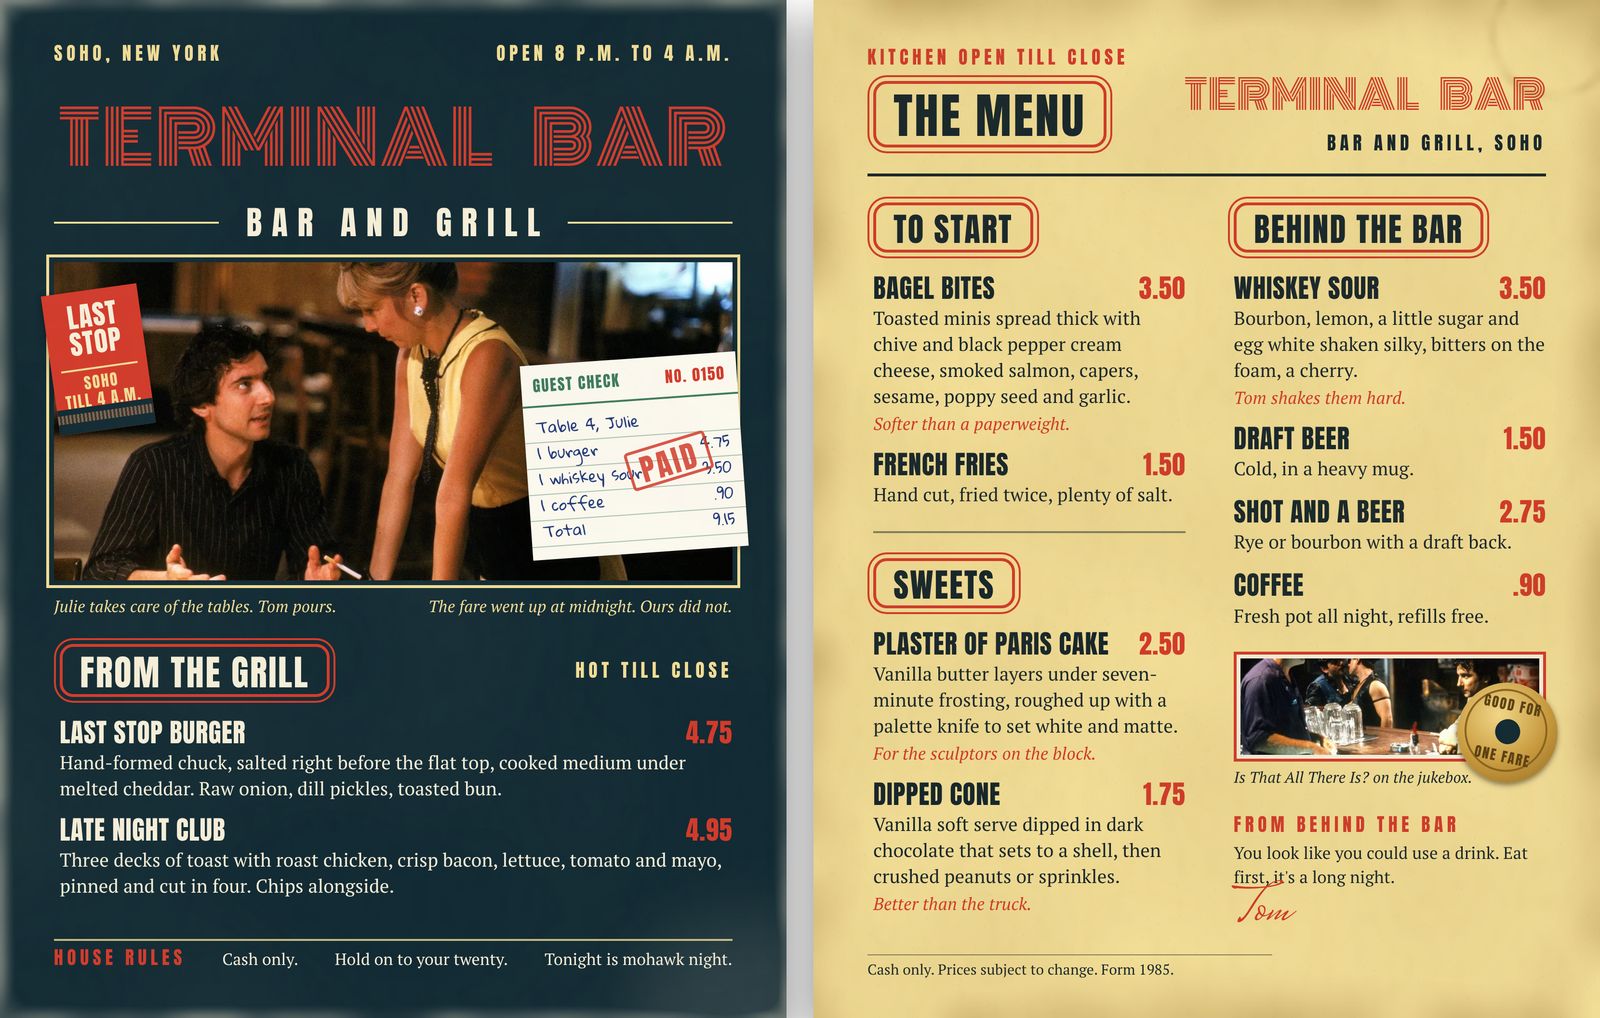 SOHO, NEW YORK
OPEN 8 P.M. TO 4 A.M.
TERMINAL BAR
BAR AND GRILL
LAST
STOP
SOHO
TILL 4 A.M.
GUEST CHECK
NO. 0150
Table 4, Julie
1 burger 4.75
1 whiskey sour 3.50
1 coffee .90
Total 9.15
PAID
Julie takes care of the tables. Tom pours.
The fare went up at midnight. Ours did not.
FROM THE GRILL
HOT TILL CLOSE
LAST STOP BURGER 4.75
Hand-formed chuck, salted right before the flat top, cooked medium under
melted cheddar. Raw onion, dill pickles, toasted bun.
LATE NIGHT CLUB 4.95
Three decks of toast with roast chicken, crisp bacon, lettuce, tomato and mayo,
pinned and cut in four. Chips alongside.
HOUSE RULES Cash only. Hold on to your twenty. Tonight is mohawk night.
KITCHEN OPEN TILL CLOSE
THE MENU
TERMINAL BAR
BAR AND GRILL, SOHO
TO START
BAGEL BITES 3.50
Toasted minis spread thick with
chive and black pepper cream
cheese, smoked salmon, capers,
sesame, poppy seed and garlic.
Softer than a paperweight.
FRENCH FRIES 1.50
Hand cut, fried twice, plenty of salt.
SWEETS
PLASTER OF PARIS CAKE 2.50
Vanilla butter layers under seven-
minute frosting, roughed up with a
palette knife to set white and matte.
For the sculptors on the block.
DIPPED CONE 1.75
Vanilla soft serve dipped in dark
chocolate that sets to a shell, then
crushed peanuts or sprinkles.
Better than the truck.
BEHIND THE BAR
WHISKEY SOUR 3.50
Bourbon, lemon, a little sugar and
egg white shaken silky, bitters on the
foam, a cherry.
Tom shakes them hard.
DRAFT BEER 1.50
Cold, in a heavy mug.
SHOT AND A BEER 2.75
Rye or bourbon with a draft back.
COFFEE .90
Fresh pot all night, refills free.
GOOD FOR
ONE FARE
Is That All There Is? on the jukebox.
FROM BEHIND THE BAR
You look like you could use a drink. Eat
first, it's a long night.
Tom
Cash only. Prices subject to change. Form 1985.